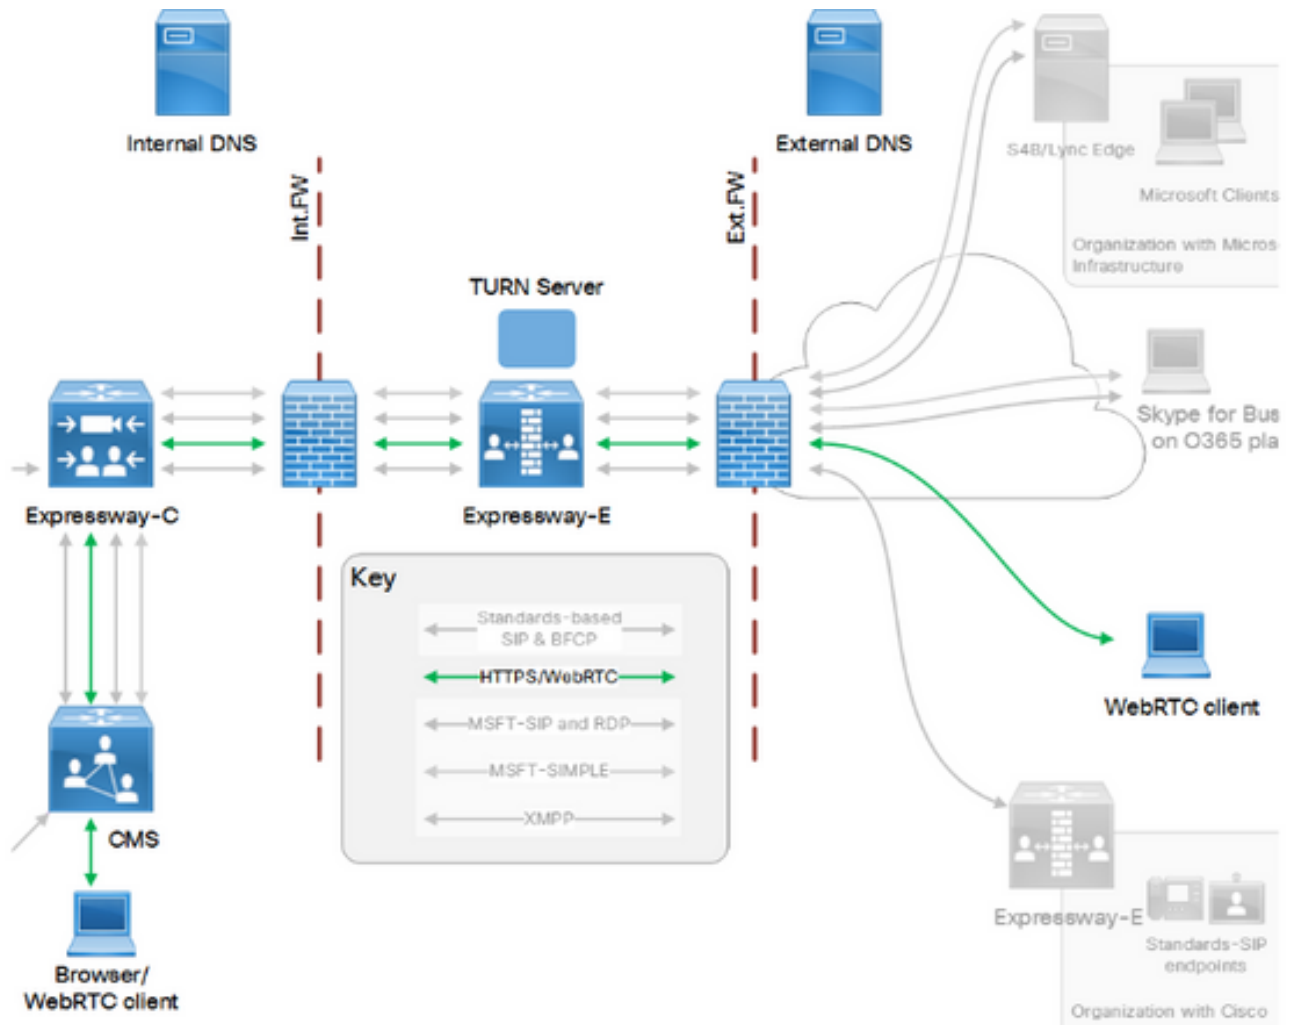 Internal DNS
External DNS
S4B/Lync Edge
Microsoft Clients
Organization with Micros
Infrastructure
Int.FW
Ext.FW
TURN Server
Skype for Bus
on O365 pla
Expressway-C
Expressway-E
Key
Standards-based
SIP & BFCP
HTTPS/WebRTC
MSFT-SIP and RDP
MSFT-SIMPLE
XMPP
WebRTC client
CMS
Expressway-E
Standards-SIP
endpoints
Browser/
WebRTC client
Organization with Cisco